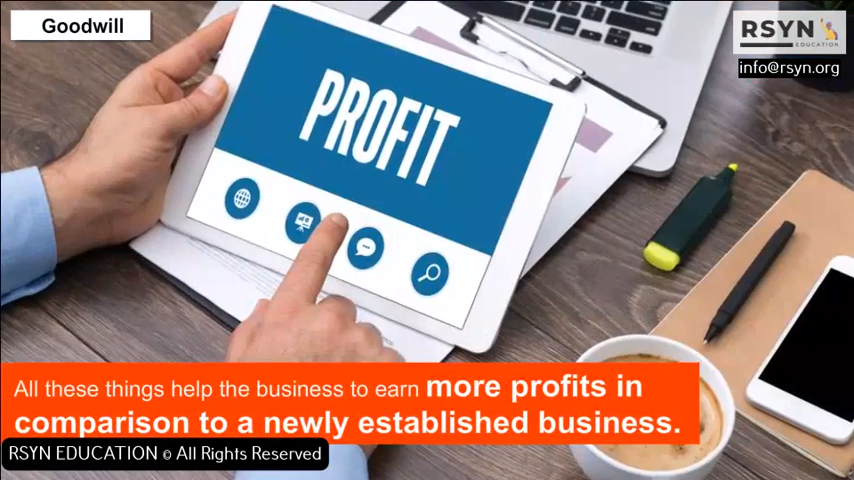 Goodwill
RSYN
EDUCATION
info@rsyn.org
PROFIT
All these things help the business to earn more profits in
comparison to a newly established business.
RSYN EDUCATION © All Rights Reserved